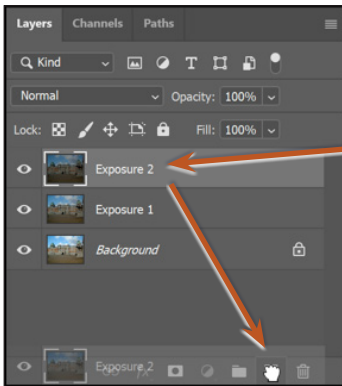 Layers Channels Paths
Kind
Normal Opacity: 100%
Lock: Fill: 100%
Exposure 2
Exposure 1
Background
Exposure 2